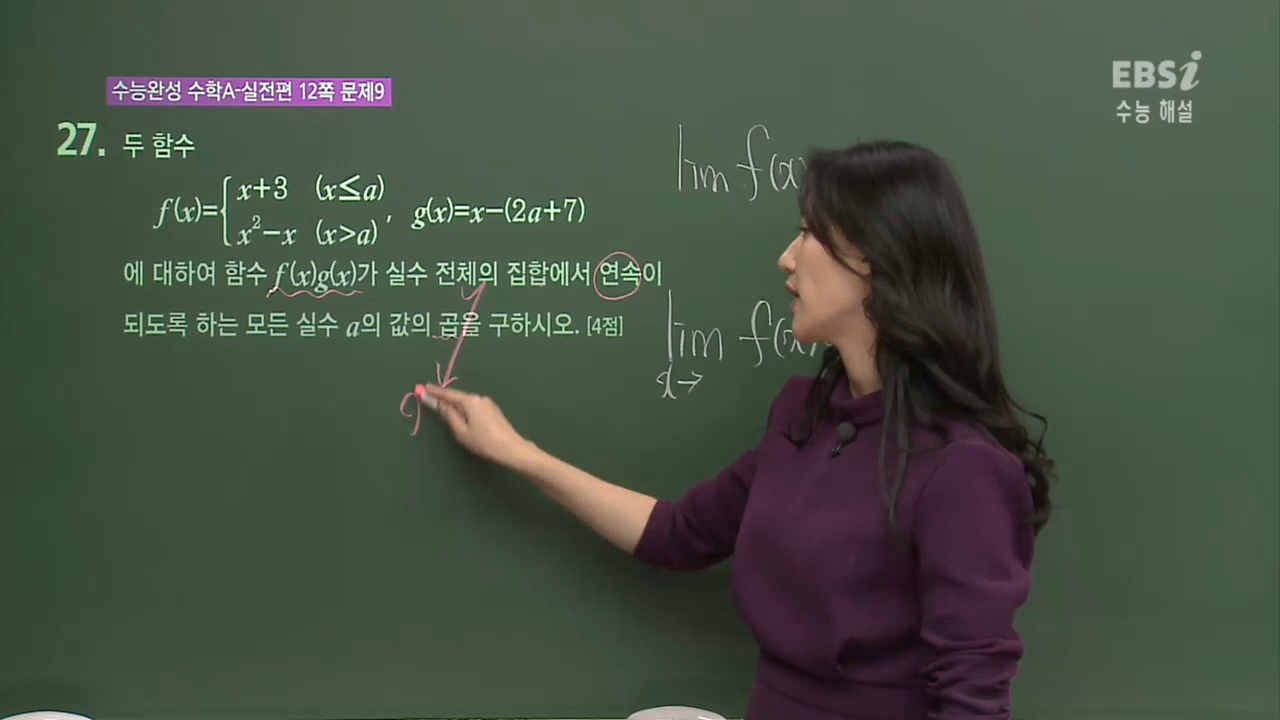 수능완성 수학A-실전편 12쪽 문제9
EBSi
수능 해설
27. 두 함수
f(x)={x+3 (x≤a)
x²-x (x>a), g(x)=x-(2a+7)
에 대하여 함수 f(x)g(x)가 실수 전체의 집합에서 연속이
되도록 하는 모든 실수 a의 값의 곱을 구하시오. [4점]
lim f(x)
lim f(x)
x→
a